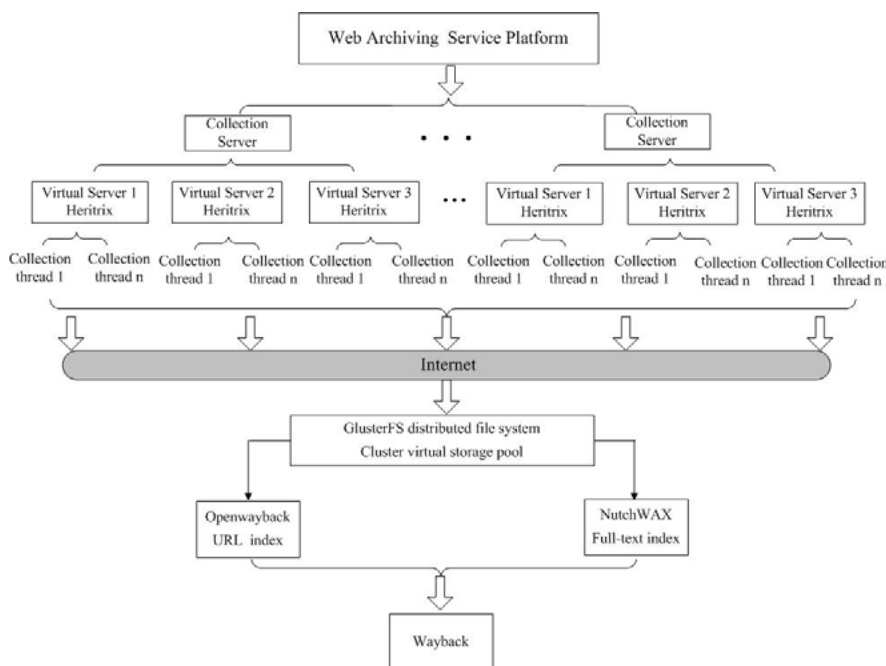 Web Archiving Service Platform
Collection
Server
• • •
Collection
Server
Virtual Server 1
Heritrix
Virtual Server 2
Heritrix
Virtual Server 3
Heritrix
...
Virtual Server 1
Heritrix
Virtual Server 2
Heritrix
Virtual Server 3
Heritrix
Collection
thread 1
Collection
thread n
Collection
thread 1
Collection
thread n
Collection
thread 1
Collection
thread n
Collection
thread 1
Collection
thread n
Collection
thread 1
Collection
thread n
Collection
thread 1
Collection
thread n
Internet
GlusterFS distributed file system
Cluster virtual storage pool
Openwayback
URL index
NutchWAX
Full-text index
Wayback